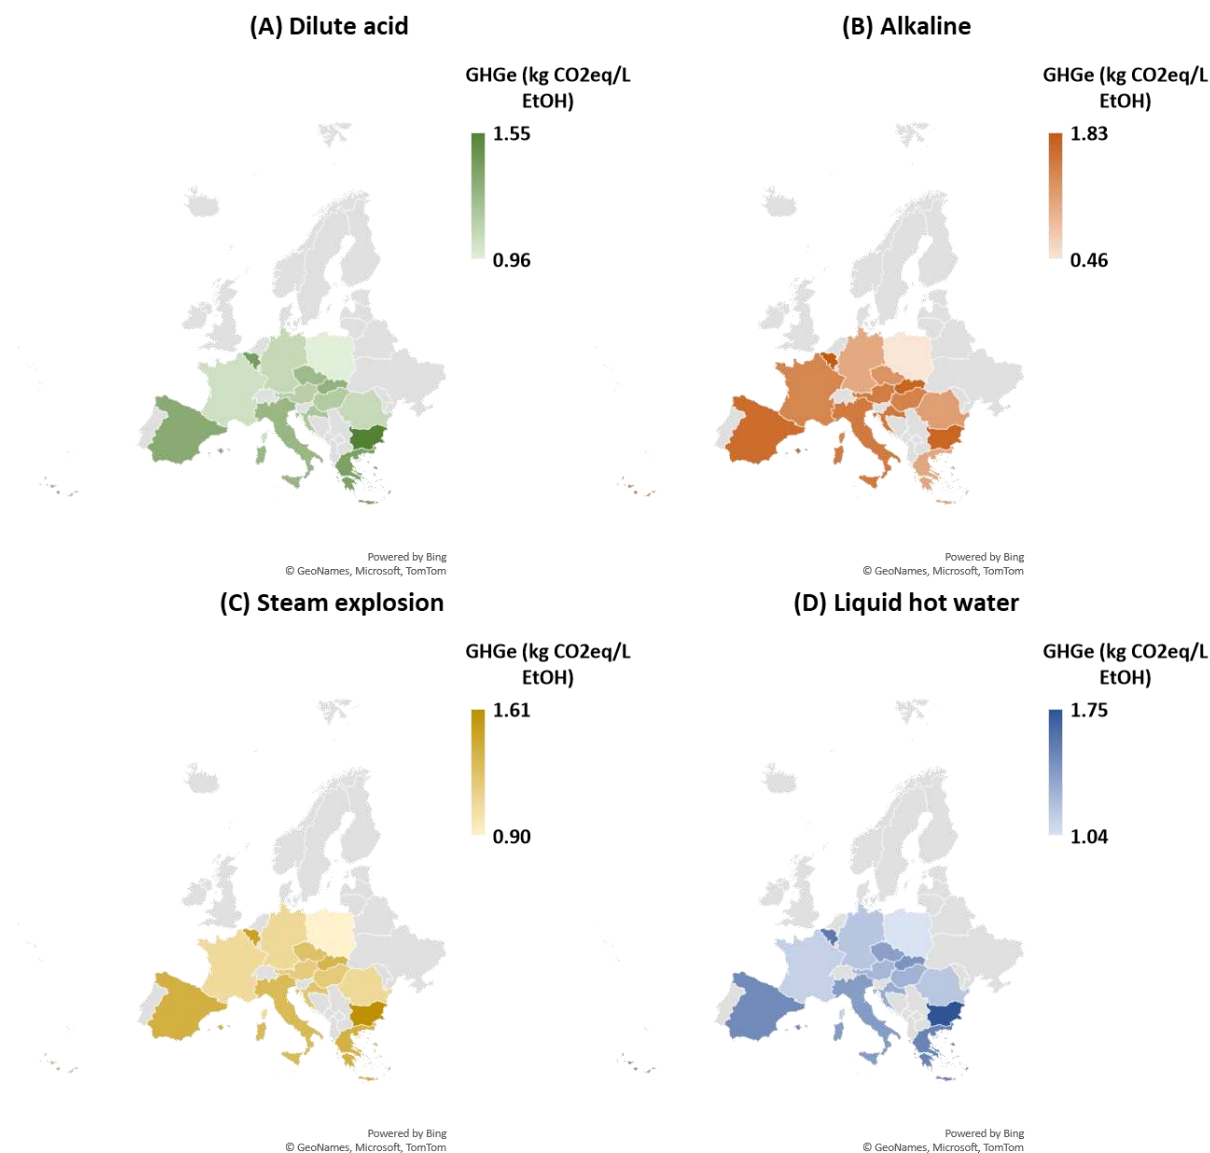 (A) Dilute acid
GHGe (kg CO2eq/L
EtOH)
1.55
0.96
Powered by Bing
© GeoNames, Microsoft, TomTom
(B) Alkaline
GHGe (kg CO2eq/L
EtOH)
1.83
0.46
Powered by Bing
© GeoNames, Microsoft, TomTom
(C) Steam explosion
GHGe (kg CO2eq/L
EtOH)
1.61
0.90
Powered by Bing
© GeoNames, Microsoft, TomTom
(D) Liquid hot water
GHGe (kg CO2eq/L
EtOH)
1.75
1.04
Powered by Bing
© GeoNames, Microsoft, TomTom